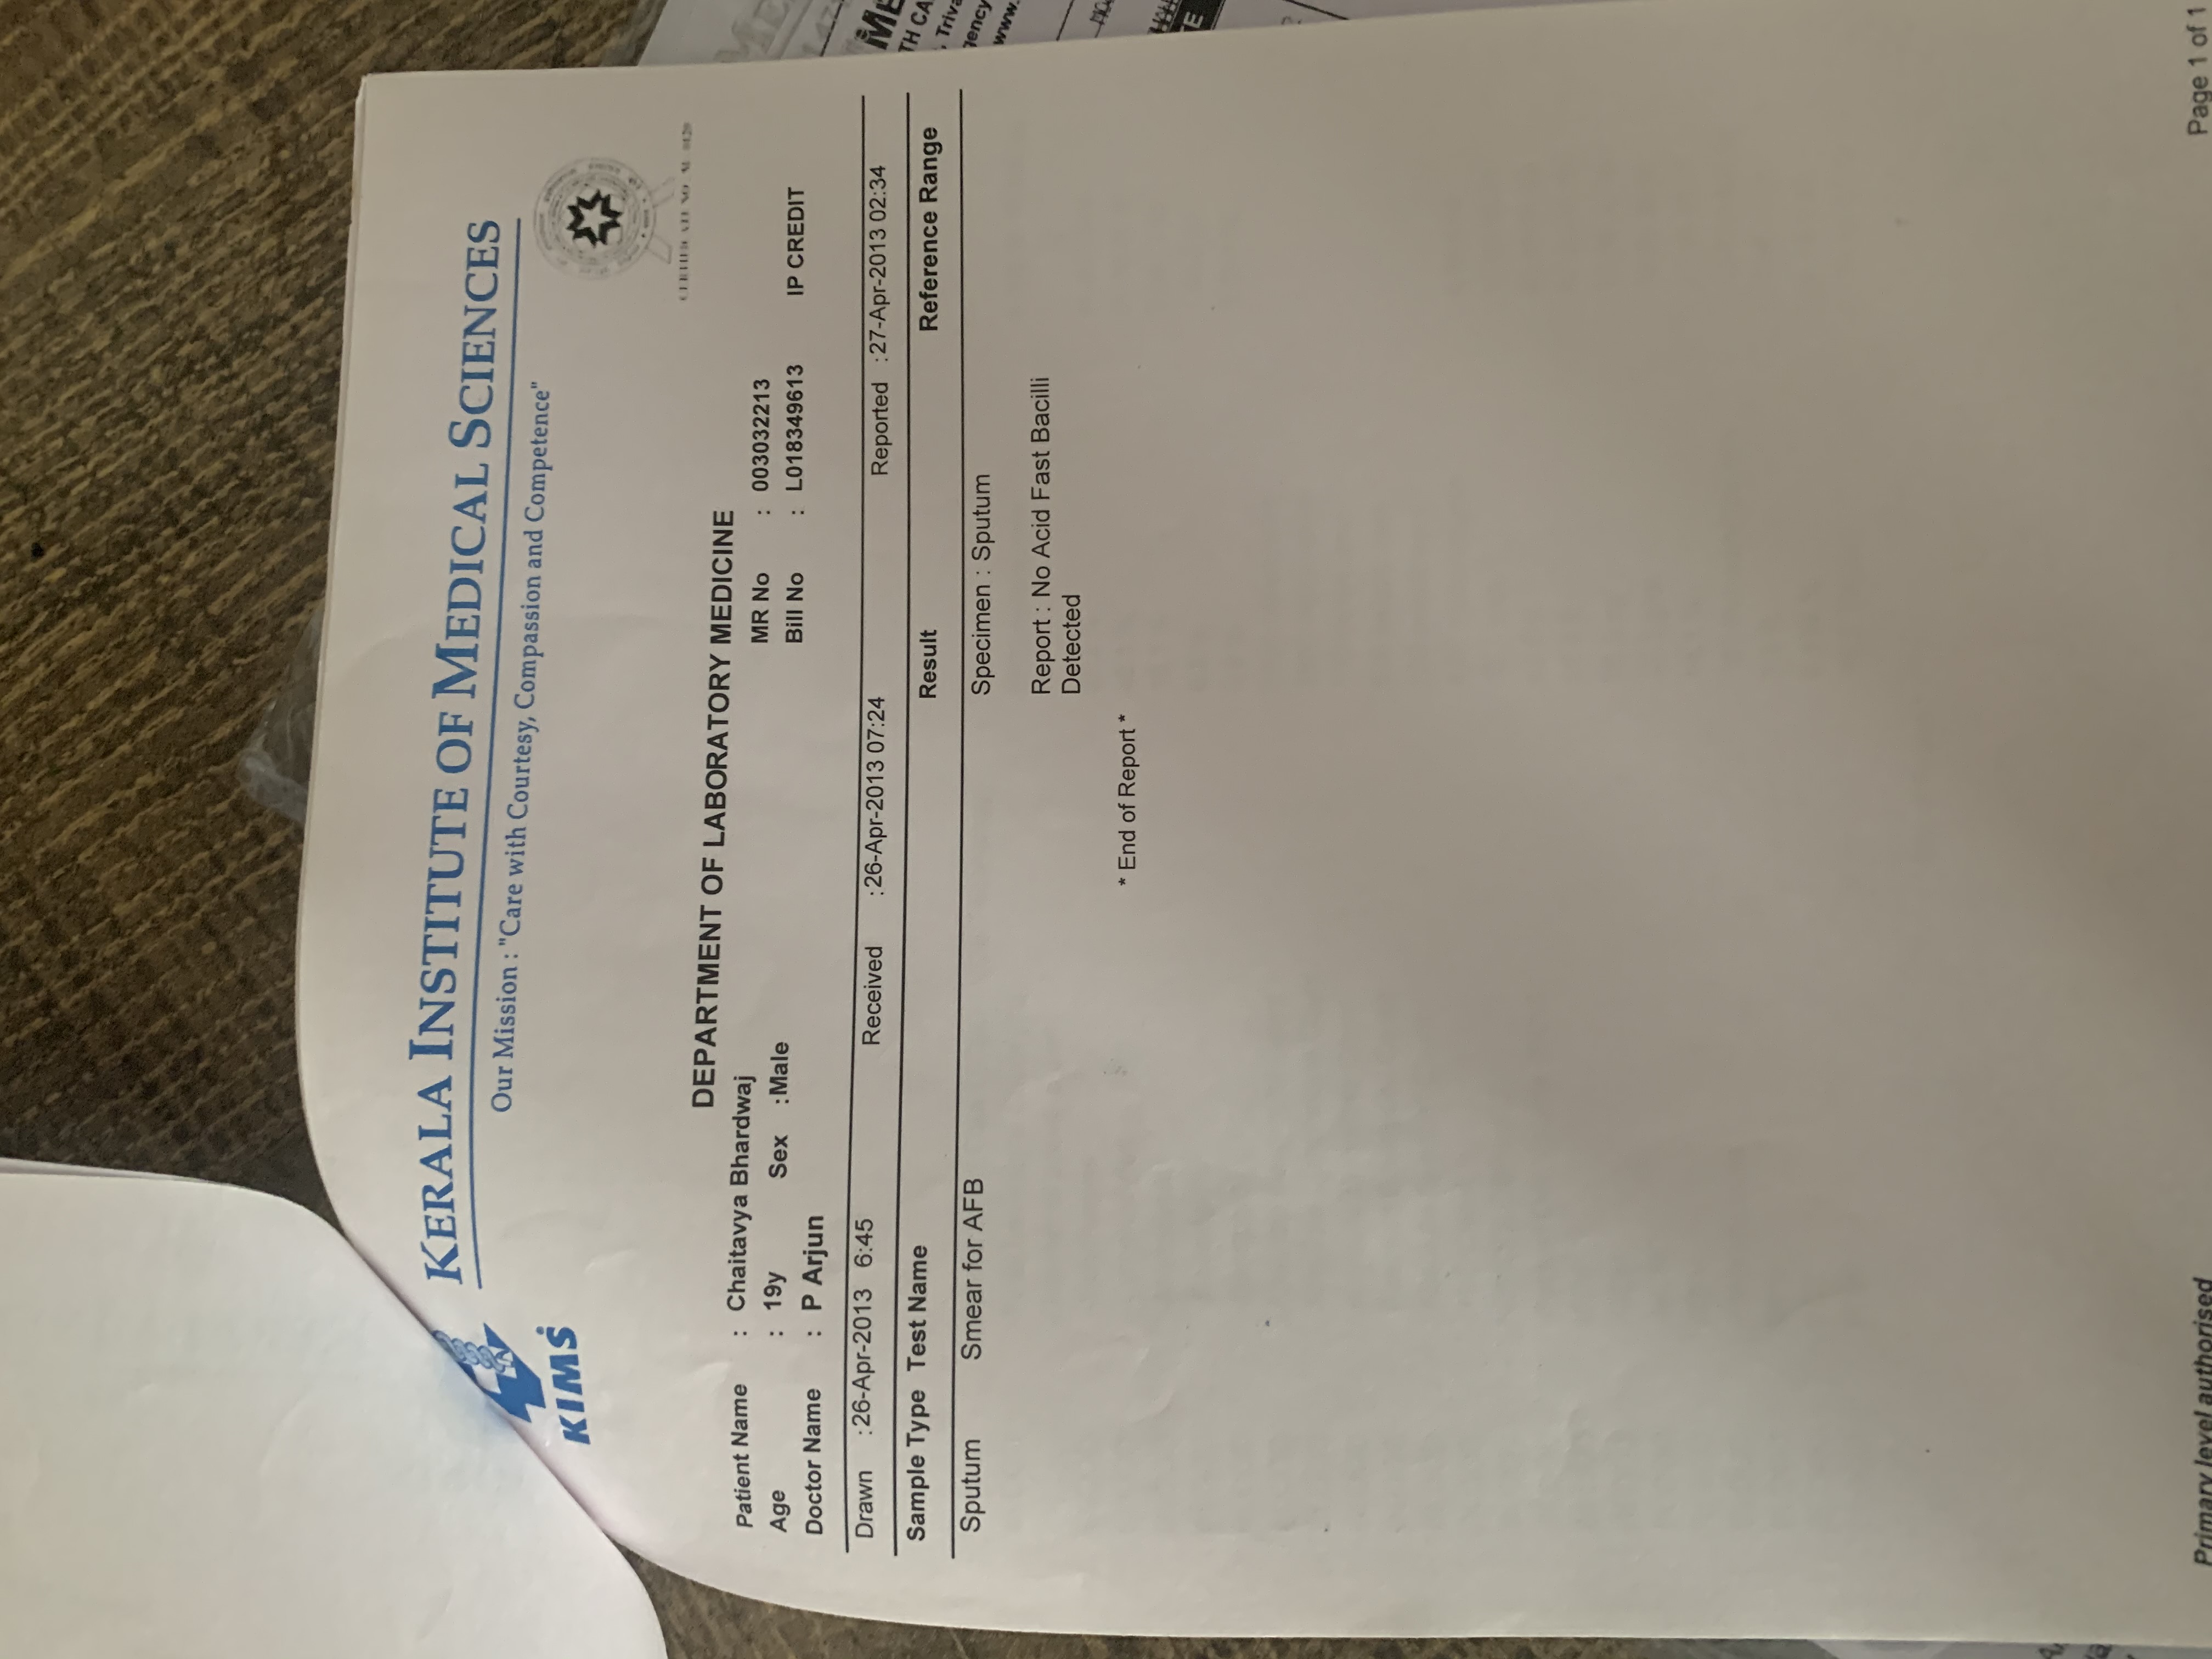 KERALA INSTITUTE OF MEDICAL SCIENCES
Our Mission : "Care with Courtesy, Compassion and Competence"
KIMS
DEPARTMENT OF LABORATORY MEDICINE
Patient Name : Chaitavya Bhardwaj
MR No : 003032213
Age : 19y Sex :Male
Bill No : L018349613 IP CREDIT
Doctor Name : P Arjun
Drawn :26-Apr-2013 6:45 Received :26-Apr-2013 07:24 Reported :27-Apr-2013 02:34
Sample Type Test Name Result Reference Range
Sputum Smear for AFB Specimen : Sputum
Report : No Acid Fast Bacilli
Detected
* End of Report *
Primary level authorised Page 1 of 1
TH CA
www.